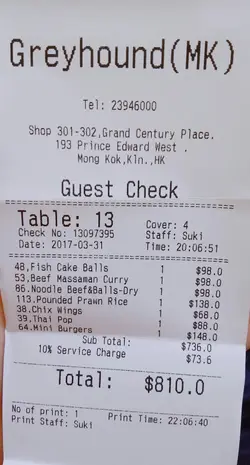 Greyhound(MK)
Tel: 23946000
Shop 301-302,Grand Century Place.
193 Prince Edward West .
Mong Kok,Kln.,HK
Guest Check
Table: 13 Cover: 4
Check No: 13097395 Staff: Suki
Date: 2017-03-31 Time: 20:06:51
48,Fish Cake Balls 1 $98.0
53,Beef Massaman Curry 1 $98.0
86.Noodle Beef&Balls-Dry 1 $98.0
113.Pounded Prawn Rice 1 $138.0
38.Chix Wings 1 $68.0
39.Thai Pop 1 $88.0
64.Mini Burgers 1 $148.0
Sub Total: $736.0
10% Service Charge $73.6
Total: $810.0
No of print: 1 Print Time: 22:06:40
Print Staff: Suki